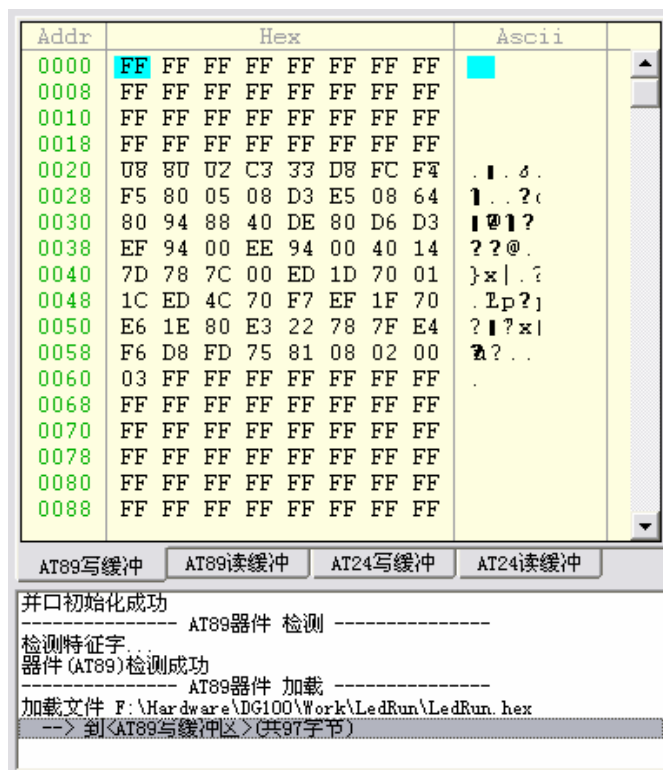 Addr Hex Ascii
0000 FF FF FF FF FF FF FF FF
0008 FF FF FF FF FF FF FF FF
0010 FF FF FF FF FF FF FF FF
0018 FF FF FF FF FF FF FF FF
0020 08 80 02 C3 33 D8 FC F4
0028 F5 80 05 08 D3 E5 08 64
0030 80 94 88 40 DE 80 D6 D3
0038 EF 94 00 EE 94 00 40 14 ??@.
0040 7D 78 7C 00 ED 1D 70 01 }x|.?
0048 1C ED 4C 70 F7 EF 1F 70
0050 E6 1E 80 E3 22 78 7F E4
0058 F6 D8 FD 75 81 08 02 00
0060 03 FF FF FF FF FF FF FF .
0068 FF FF FF FF FF FF FF FF
0070 FF FF FF FF FF FF FF FF
0078 FF FF FF FF FF FF FF FF
0080 FF FF FF FF FF FF FF FF
0088 FF FF FF FF FF FF FF FF
AT89写缓冲 AT89读缓冲 AT24写缓冲 AT24读缓冲
并口初始化成功
--------------- AT89器件 检测 ---------------
检测特征字...
器件(AT89)检测成功
--------------- AT89器件 加载 ---------------
加载文件 F:\Hardware\DG100\Work\LedRun\LedRun.hex
--> 到<AT89写缓冲区>(共97字节)